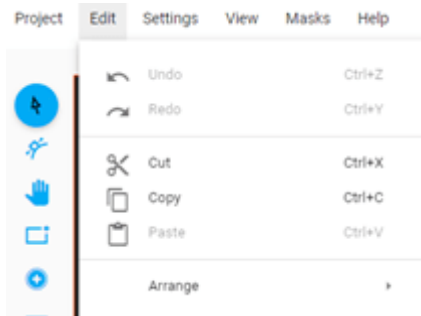 Project Edit Settings View Masks Help
Undo Ctrl+Z
Redo Ctrl+Y
Cut Ctrl+X
Copy Ctrl+C
Paste Ctrl+V
Arrange